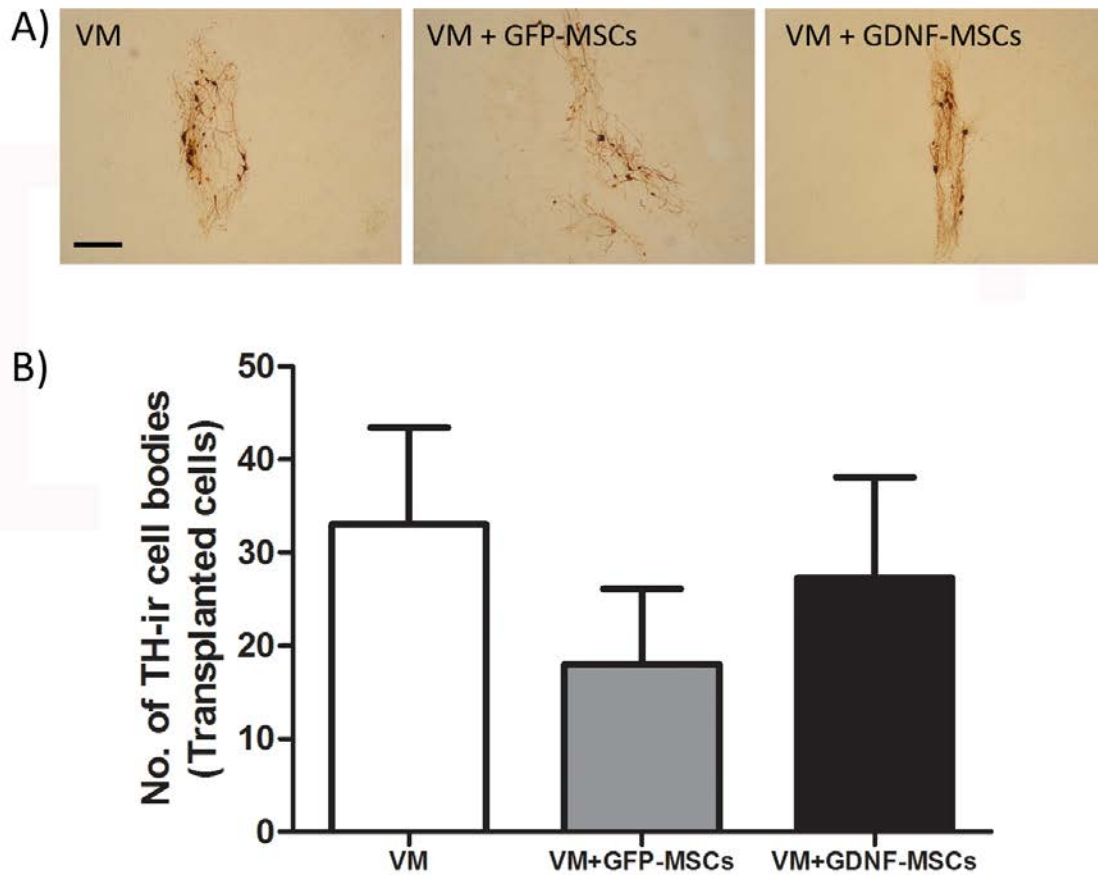 A)
VM
VM + GFP-MSCs
VM + GDNF-MSCs
B)
No. of TH-ir cell bodies
(Transplanted cells)
50
40
30
20
10
0
VM
VM+GFP-MSCs
VM+GDNF-MSCs